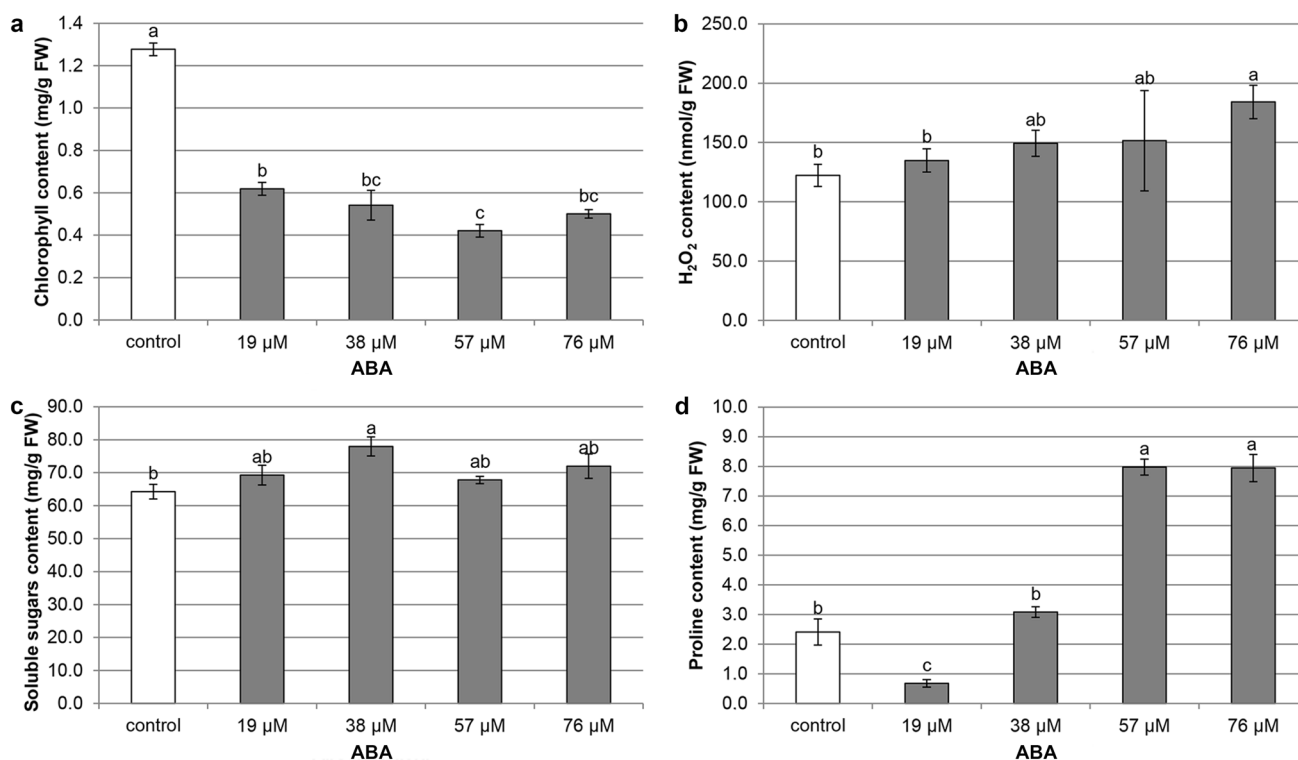 a
Chlorophyll content (mg/g FW)
1.4
1.2
1.0
0.8
0.6
0.4
0.2
0.0
a
b
bc
c
bc
control
19 µM
38 µM
57 µM
76 µM
ABA
b
H₂O₂ content (nmol/g FW)
250.0
200.0
150.0
100.0
50.0
0.0
b
b
ab
ab
a
control
19 µM
38 µM
57 µM
76 µM
ABA
c
Soluble sugars content (mg/g FW)
90.0
80.0
70.0
60.0
50.0
40.0
30.0
20.0
10.0
0.0
b
ab
a
ab
ab
control
19 µM
38 µM
57 µM
76 µM
ABA
d
Proline content (mg/g FW)
10.0
9.0
8.0
7.0
6.0
5.0
4.0
3.0
2.0
1.0
0.0
b
c
b
a
a
control
19 µM
38 µM
57 µM
76 µM
ABA